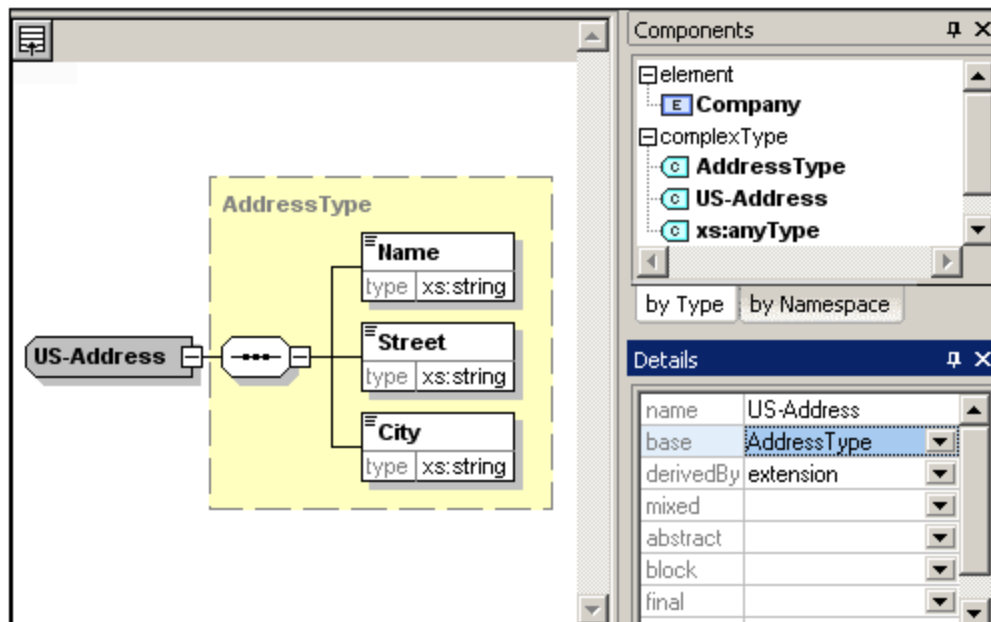 Components
element
E Company
complexType
C AddressType
C US-Address
C xs:anyType
by Type by Namespace
AddressType
Name
type xs:string
Street
type xs:string
City
type xs:string
US-Address
Details
name US-Address
base AddressType
derivedBy extension
mixed
abstract
block
final